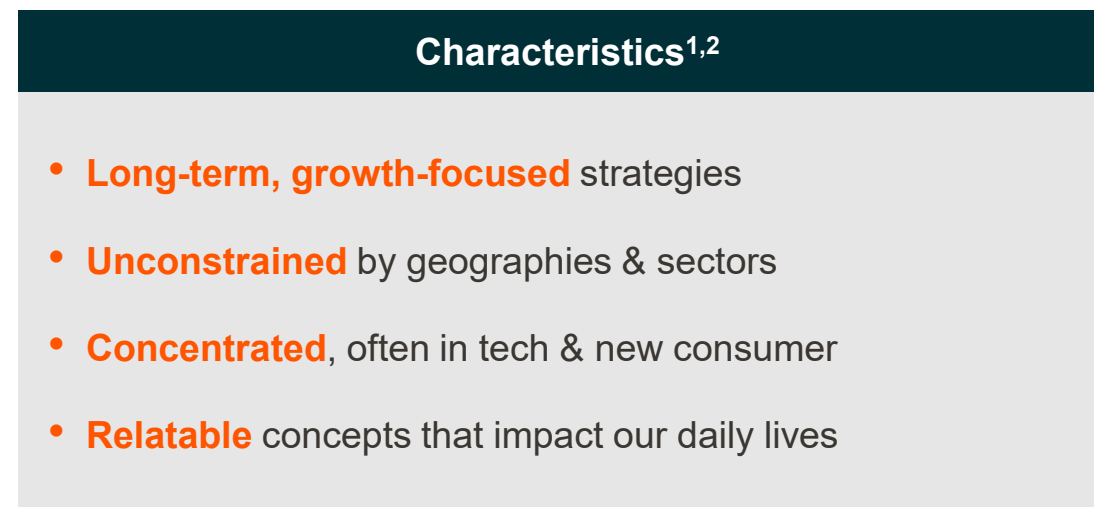 Characteristics1,2
• Long-term, growth-focused strategies
• Unconstrained by geographies & sectors
• Concentrated, often in tech & new consumer
• Relatable concepts that impact our daily lives